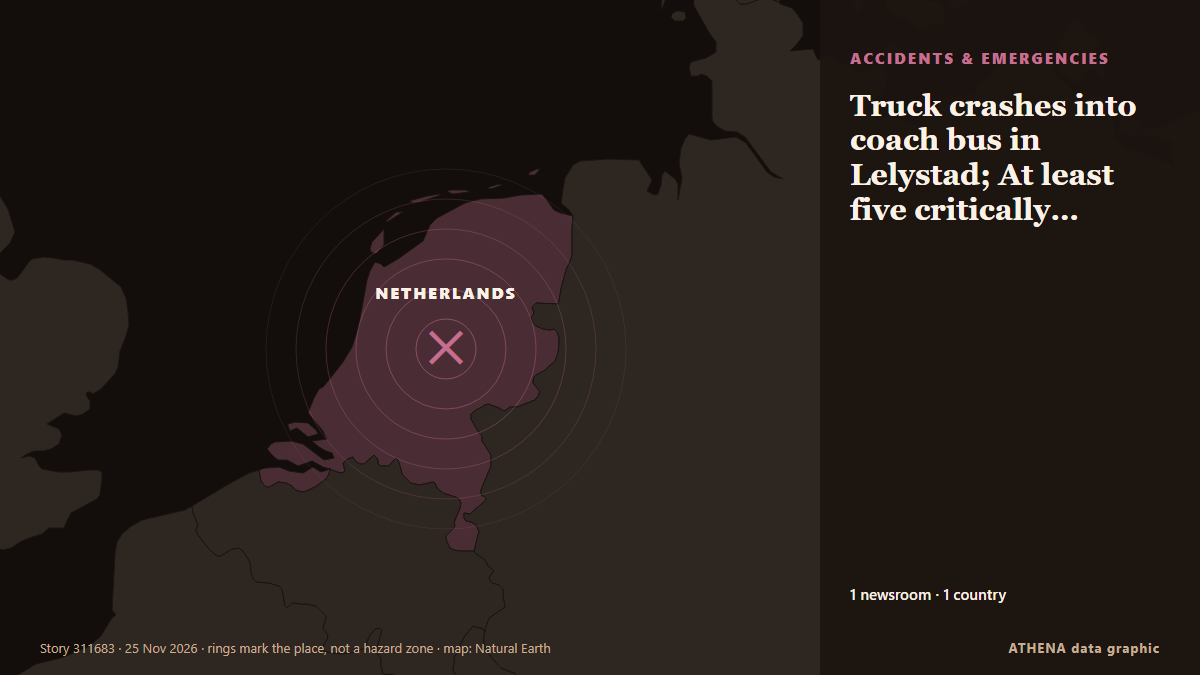 ACCIDENTS & EMERGENCIES
Truck crashes into
coach bus in
Lelystad; At least
five critically...
NETHERLANDS
1 newsroom · 1 country
Story 311683 · 25 Nov 2026 · rings mark the place, not a hazard zone · map: Natural Earth
ATHENA data graphic